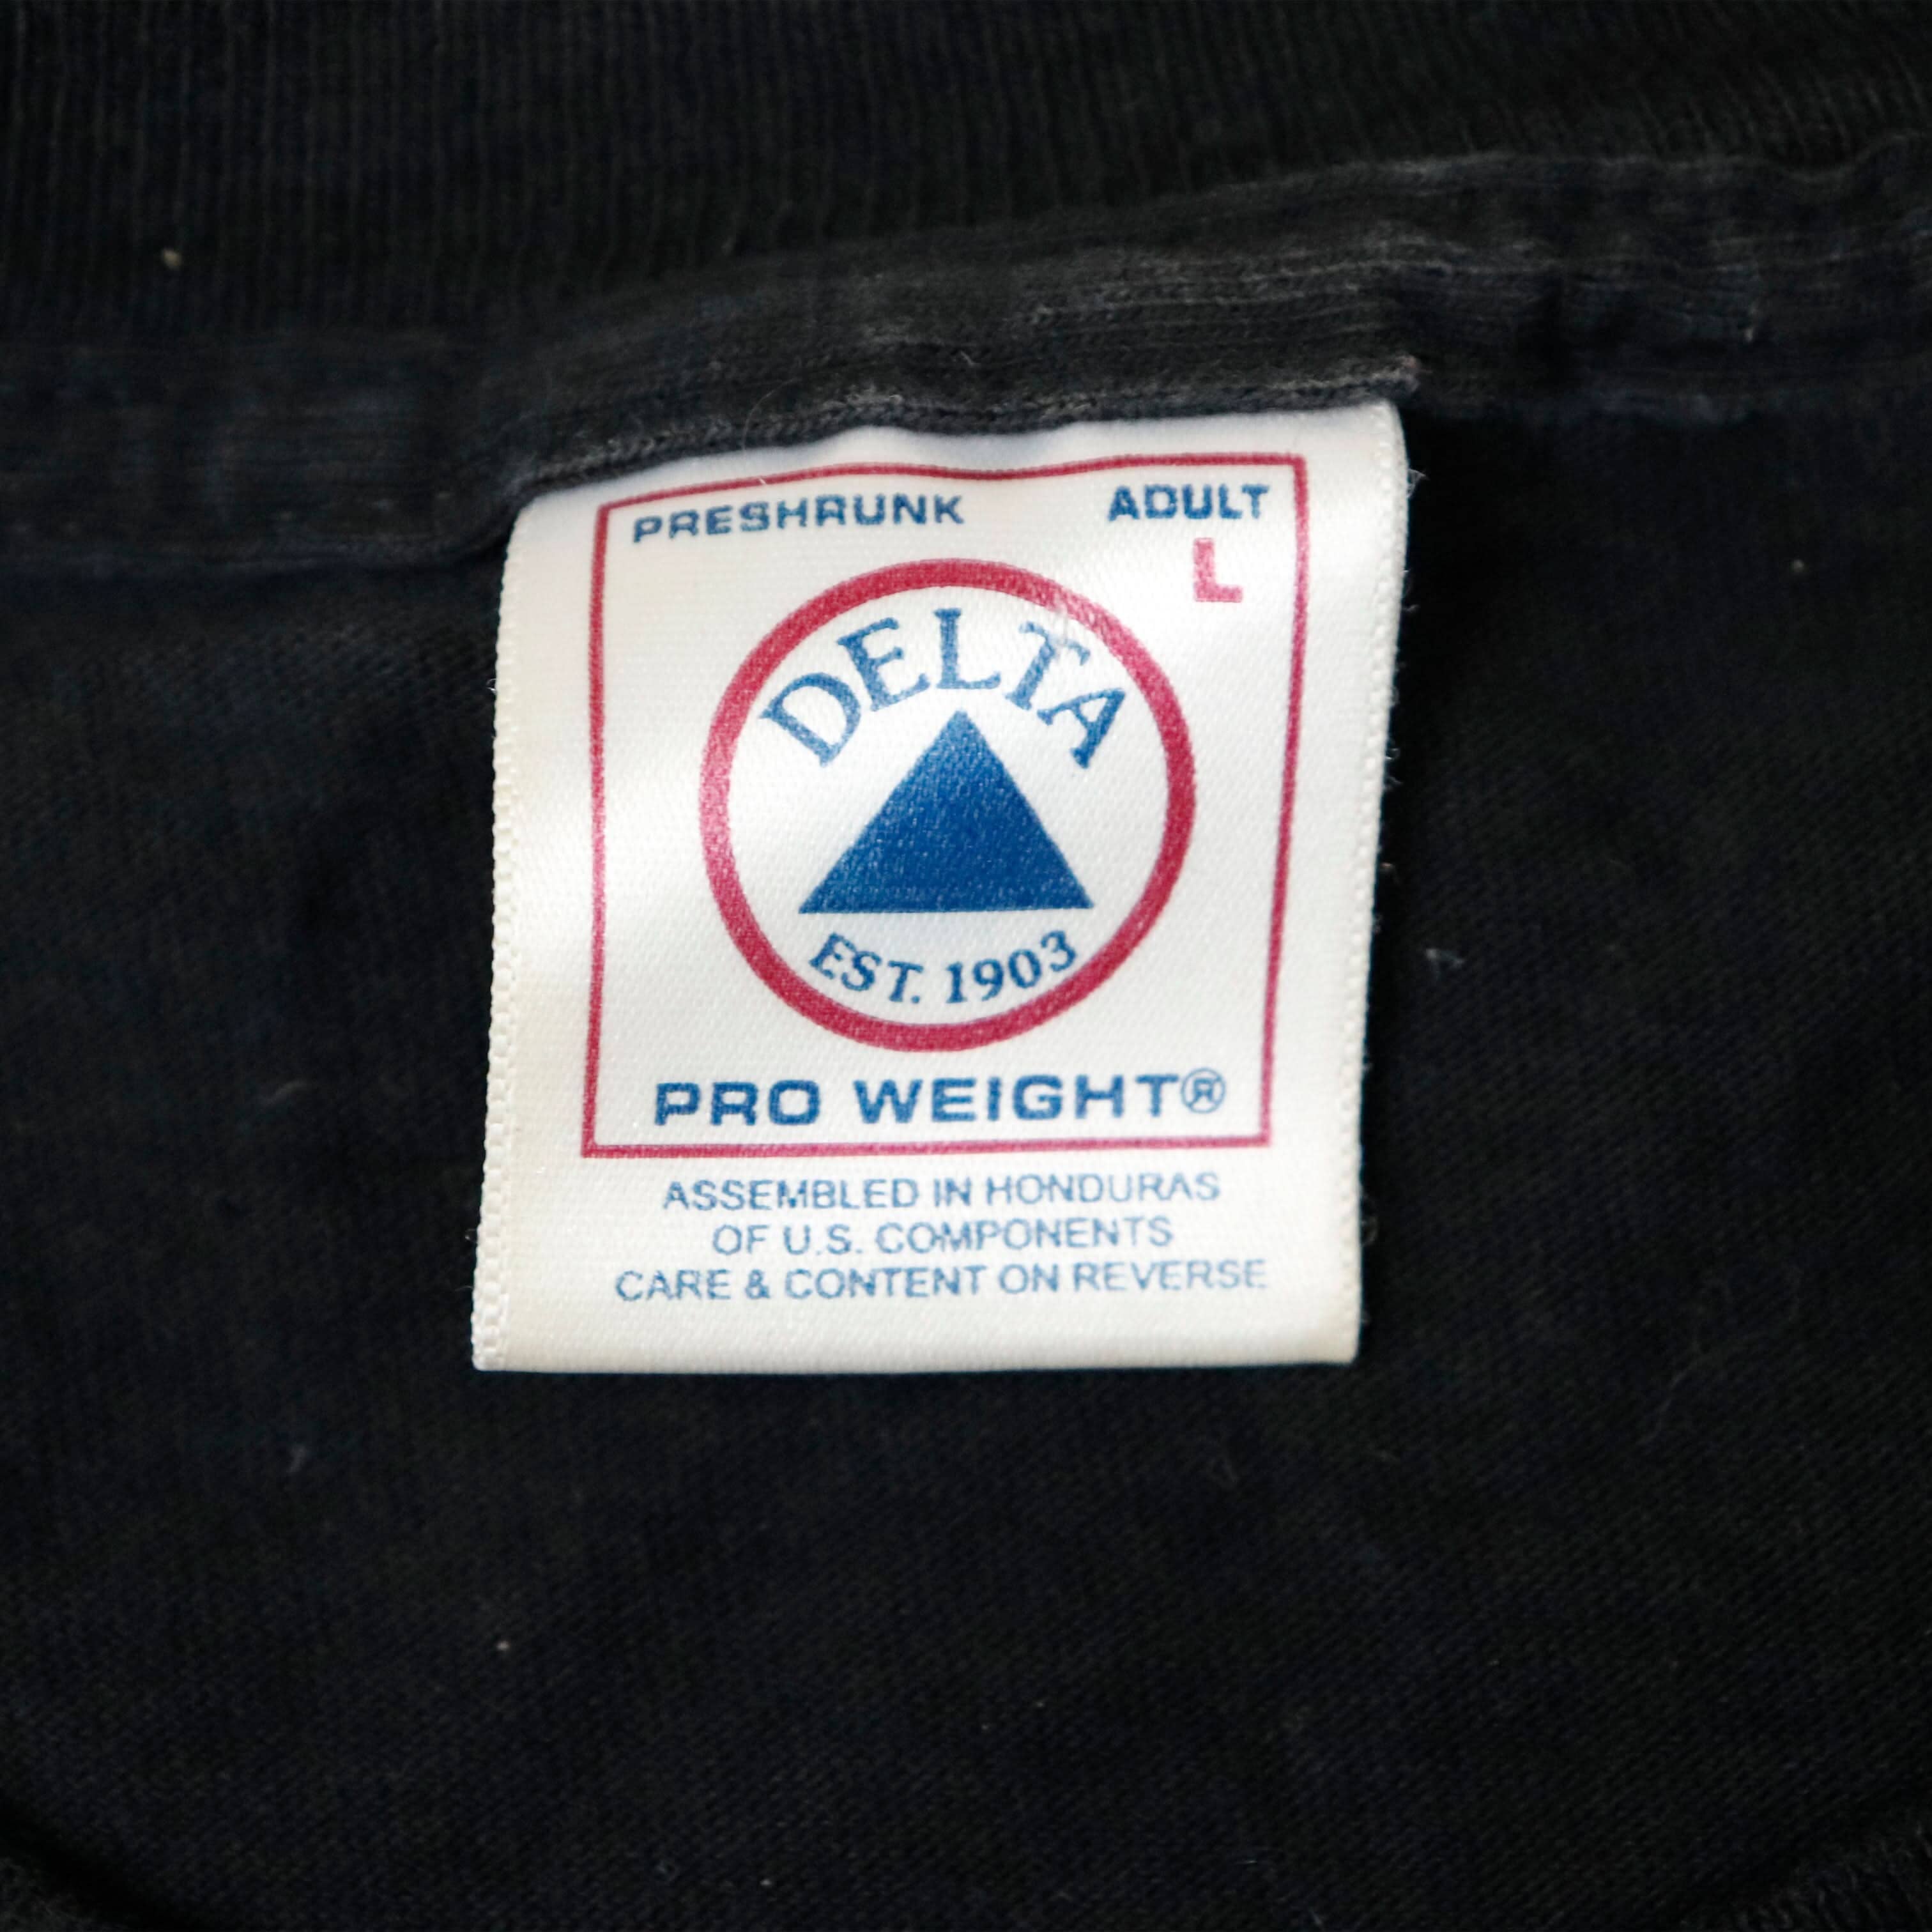 PRESHRUNK ADULT
L
DELTA
EST. 1903
PRO WEIGHT®
ASSEMBLED IN HONDURAS
OF U.S. COMPONENTS
CARE & CONTENT ON REVERSE